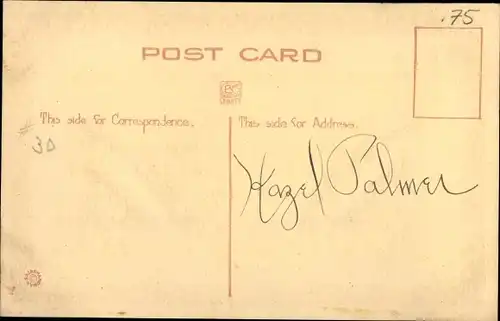 .75
POST CARD
This side for Correspondence.
This side for Address.
# 30
Hazel Palmer